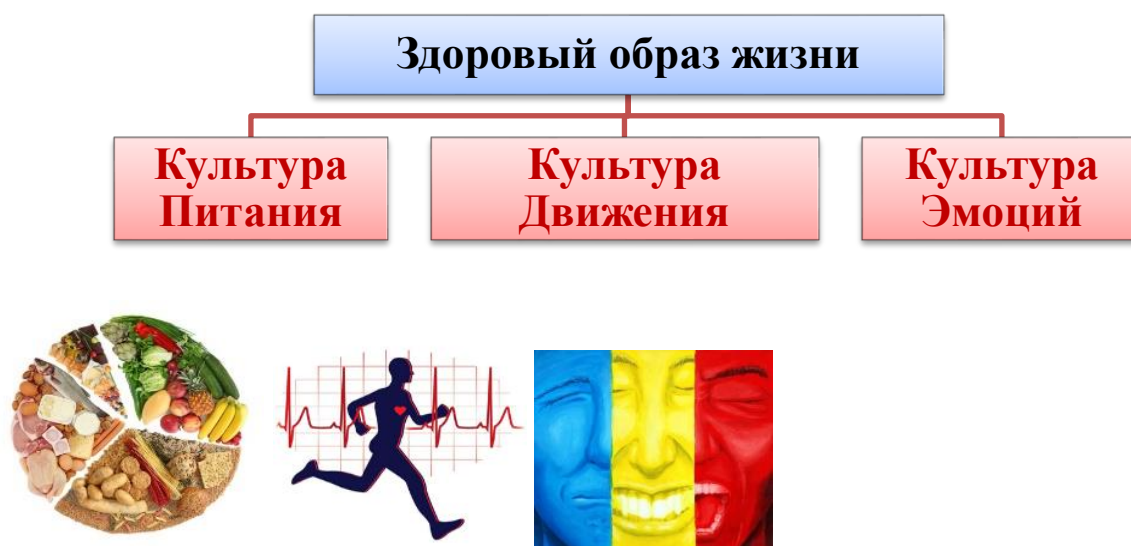 Здоровый образ жизни
Культура
Питания
Культура
Движения
Культура
Эмоций